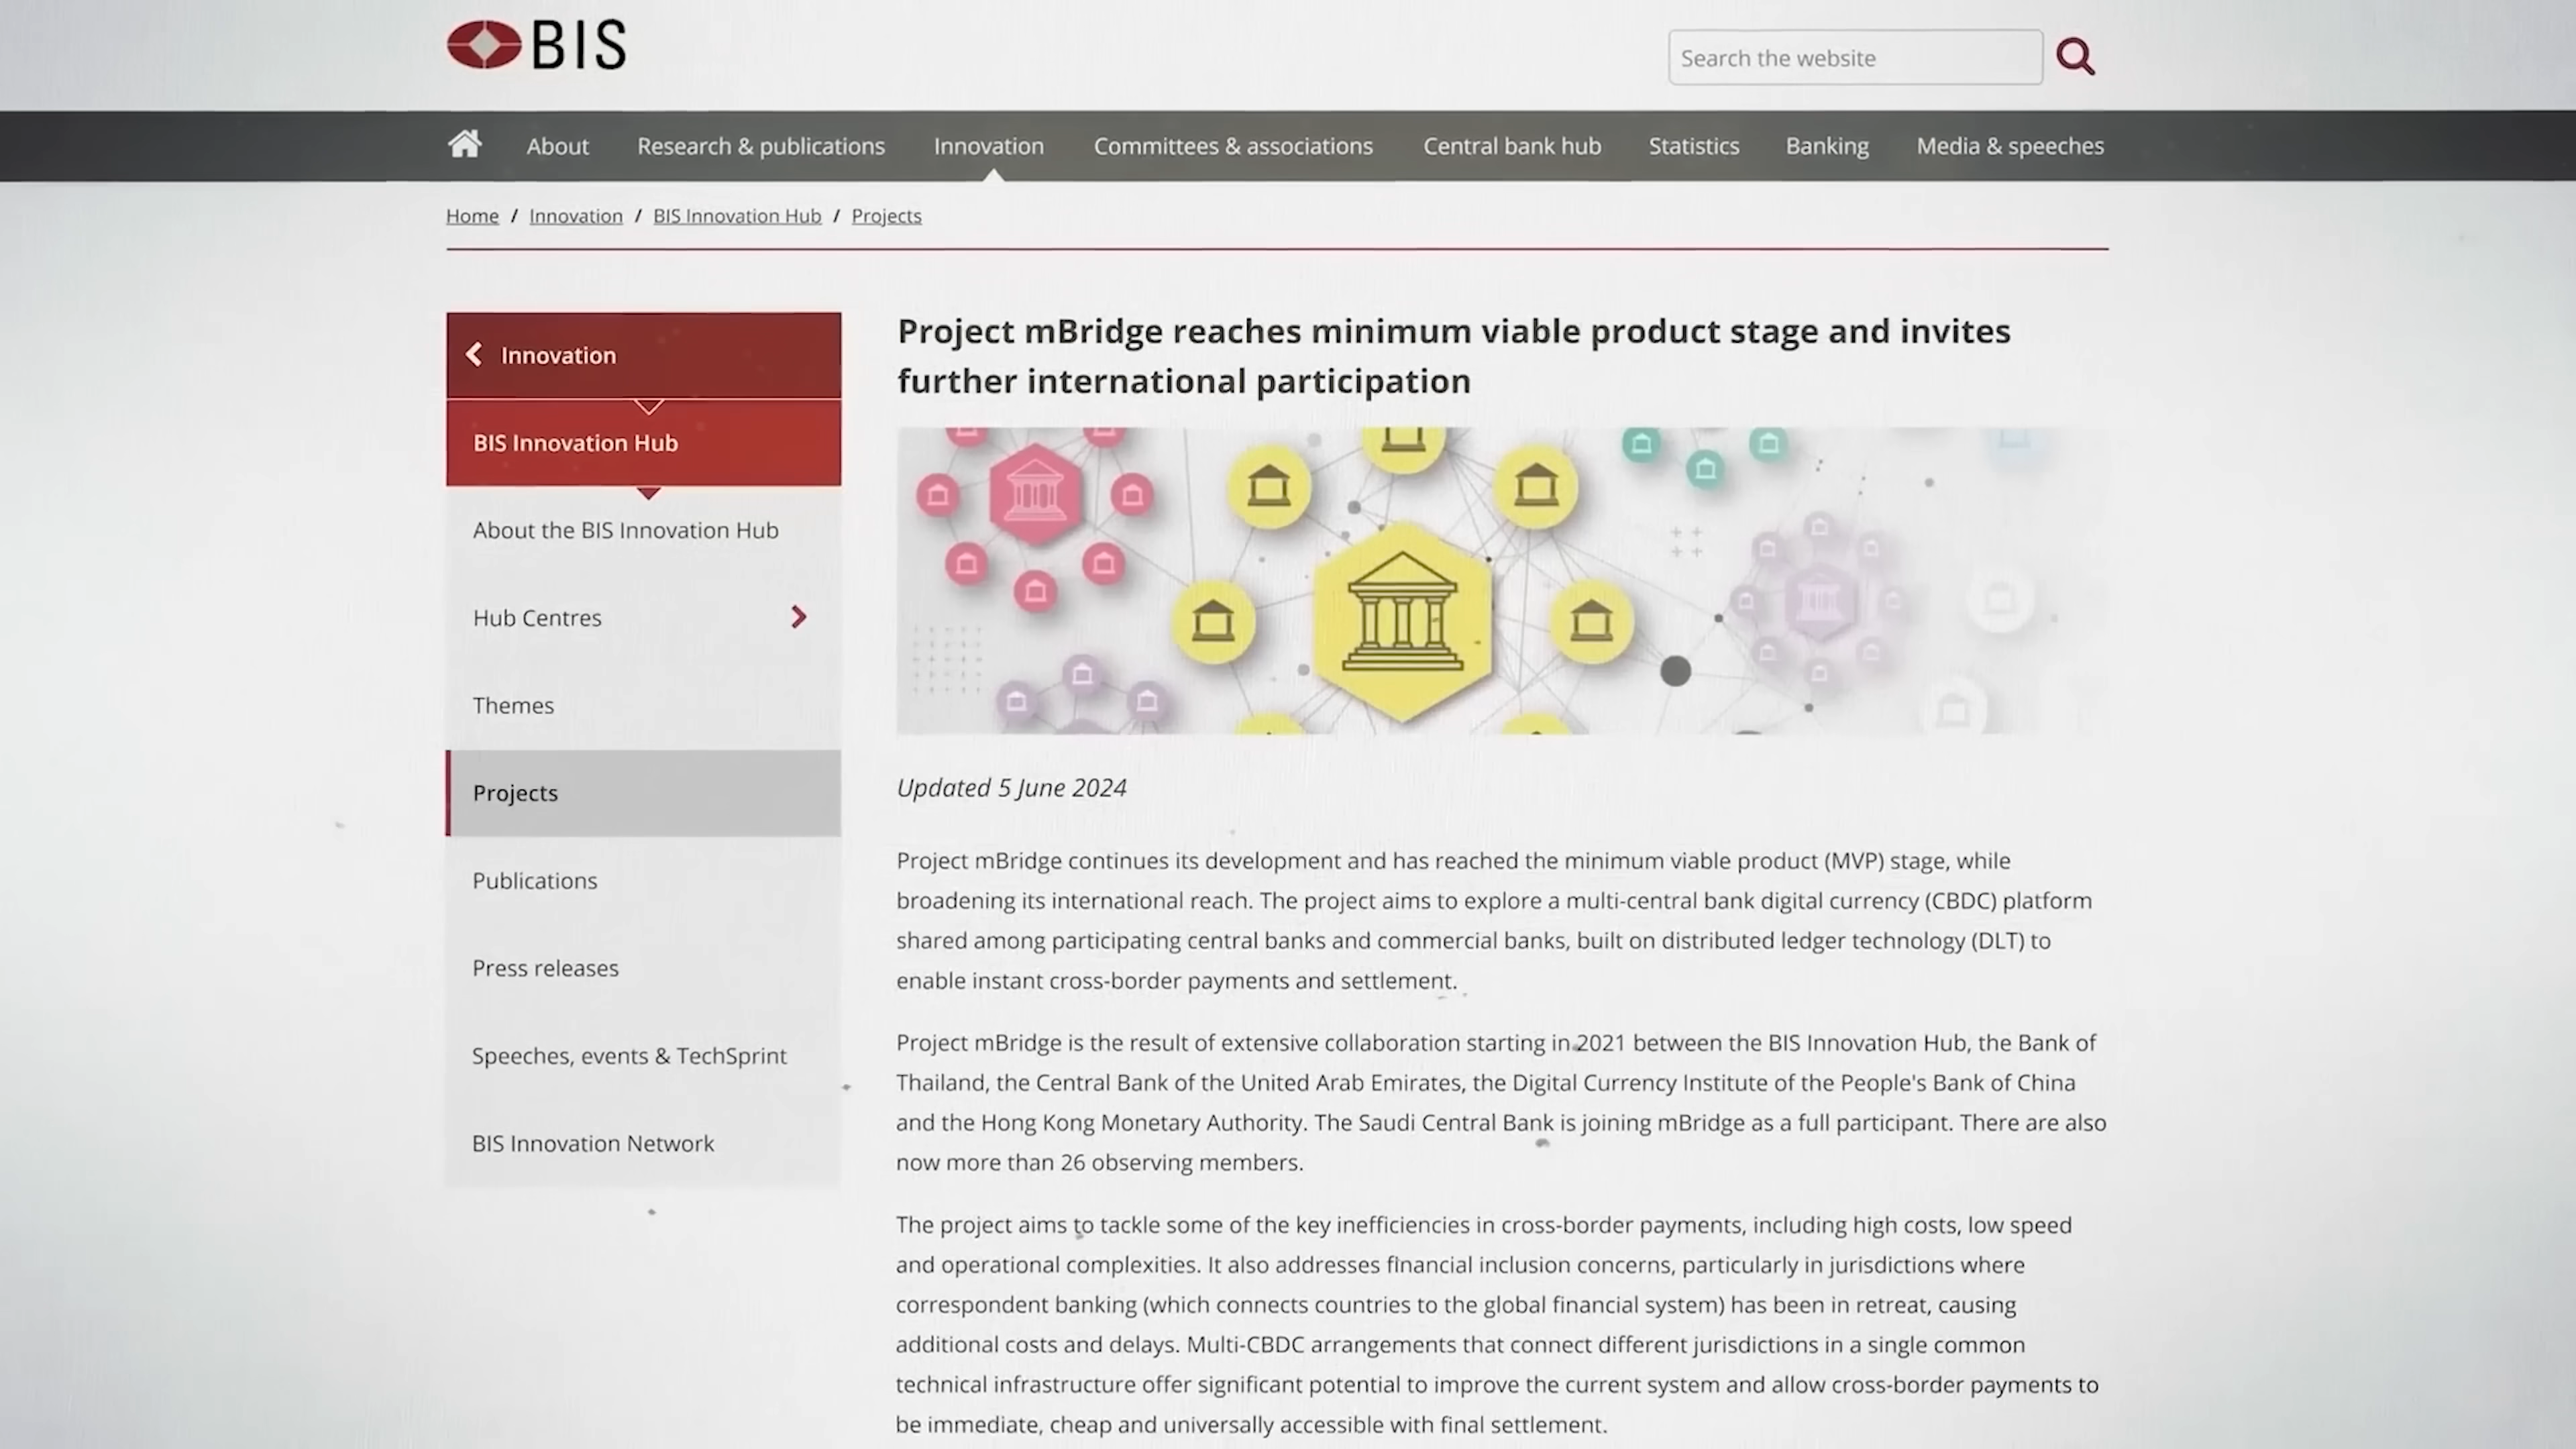 BIS
Search the website
About
Research & publications
Innovation
Committees & associations
Central bank hub
Statistics
Banking
Media & speeches
Home / Innovation / BIS Innovation Hub / Projects
Innovation
BIS Innovation Hub
About the BIS Innovation Hub
Hub Centres
Themes
Projects
Publications
Press releases
Speeches, events & TechSprint
BIS Innovation Network
Project mBridge reaches minimum viable product stage and invites
further international participation
Updated 5 June 2024
Project mBridge continues its development and has reached the minimum viable product (MVP) stage, while
broadening its international reach. The project aims to explore a multi-central bank digital currency (CBDC) platform
shared among participating central banks and commercial banks, built on distributed ledger technology (DLT) to
enable instant cross-border payments and settlement.
Project mBridge is the result of extensive collaboration starting in 2021 between the BIS Innovation Hub, the Bank of
Thailand, the Central Bank of the United Arab Emirates, the Digital Currency Institute of the People's Bank of China
and the Hong Kong Monetary Authority. The Saudi Central Bank is joining mBridge as a full participant. There are also
now more than 26 observing members.
The project aims to tackle some of the key inefficiencies in cross-border payments, including high costs, low speed
and operational complexities. It also addresses financial inclusion concerns, particularly in jurisdictions where
correspondent banking (which connects countries to the global financial system) has been in retreat, causing
additional costs and delays. Multi-CBDC arrangements that connect different jurisdictions in a single common
technical infrastructure offer significant potential to improve the current system and allow cross-border payments to
be immediate, cheap and universally accessible with final settlement.